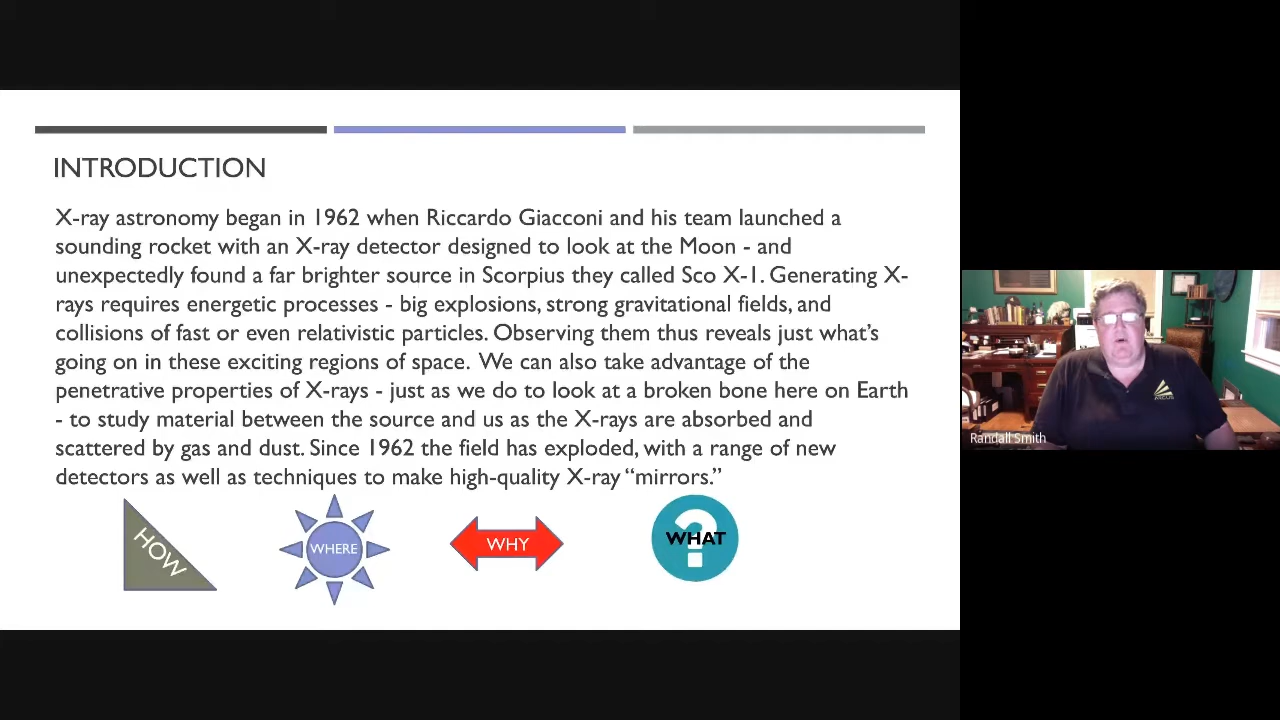 INTRODUCTION
X-ray astronomy began in 1962 when Riccardo Giacconi and his team launched a
sounding rocket with an X-ray detector designed to look at the Moon - and
unexpectedly found a far brighter source in Scorpius they called Sco X-1. Generating X-
rays requires energetic processes - big explosions, strong gravitational fields, and
collisions of fast or even relativistic particles. Observing them thus reveals just what’s
going on in these exciting regions of space. We can also take advantage of the
penetrative properties of X-rays - just as we do to look at a broken bone here on Earth
- to study material between the source and us as the X-rays are absorbed and
scattered by gas and dust. Since 1962 the field has exploded, with a range of new
detectors as well as techniques to make high-quality X-ray “mirrors.”
HOW
WHERE
WHY
WHAT
ARCUS
Randall Smith